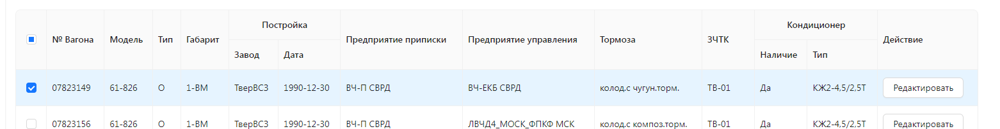 Постройка Кондиционер
№ Вагона Модель Тип Габарит Предприятие приписки Предприятие управления Тормоза ЗЧТК Действие
Завод Дата Наличие Тип
07823149 61-826 О 1-ВМ ТверВСЗ 1990-12-30 ВЧ-П СВРД ВЧ-ЕКБ СВРД колод.с чугун.торм. ТВ-01 Да КЖ2-4,5/2,5Т Редактировать
07823156 61-826 О 1-ВМ ТверВСЗ 1990-12-30 ВЧ-П СВРД ЛВЧД4_МОСК_ФПКФ МСК колод.с композ.торм. ТВ-01 Да КЖ2-4,5/2,5Т Редактировать